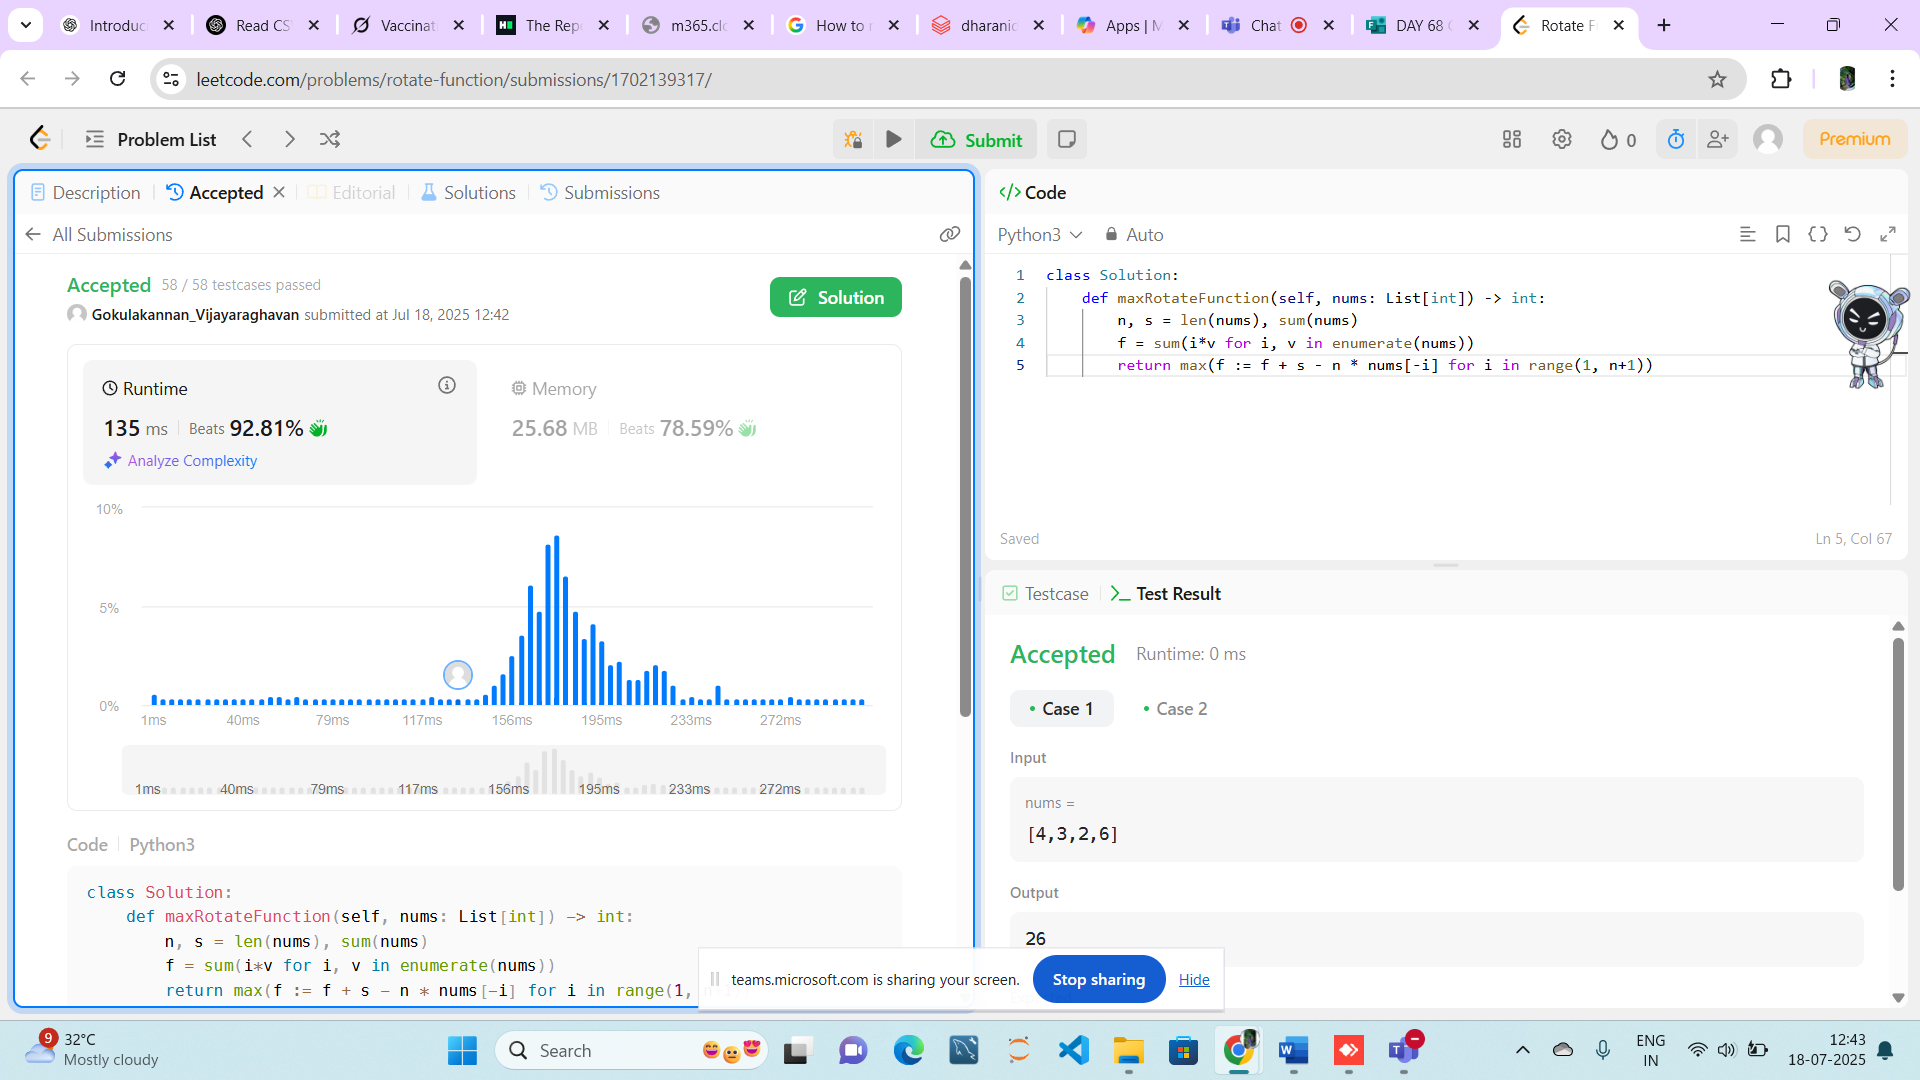 Introduc
Read CS
Vaccinat
The Rep
m365.clo
How to r
dharanid
Apps | M
Chat
DAY 68
Rotate F
leetcode.com/problems/rotate-function/submissions/1702139317/
Problem List
Submit
0
Premium
Description
Accepted
Editorial
Solutions
Submissions
All Submissions
Accepted 58 / 58 testcases passed
Gokulakannan_Vijayaraghavan submitted at Jul 18, 2025 12:42
Solution
Runtime
135 ms Beats 92.81%
Analyze Complexity
Memory
25.68 MB Beats 78.59%
10%
5%
0%
1ms 40ms 79ms 117ms 156ms 195ms 233ms 272ms
1ms 40ms 79ms 117ms 156ms 195ms 233ms 272ms
Code Python3
class Solution:
def maxRotateFunction(self, nums: List[int]) -> int:
n, s = len(nums), sum(nums)
f = sum(i*v for i, v in enumerate(nums))
return max(f := f + s - n * nums[-i] for i in range(1,
</> Code
Python3 Auto
1 class Solution:
2 def maxRotateFunction(self, nums: List[int]) -> int:
3 n, s = len(nums), sum(nums)
4 f = sum(i*v for i, v in enumerate(nums))
5 return max(f := f + s - n * nums[-i] for i in range(1, n+1))
Saved
Ln 5, Col 67
Testcase
Test Result
Accepted Runtime: 0 ms
Case 1
Case 2
Input
nums =
[4,3,2,6]
Output
26
teams.microsoft.com is sharing your screen.
Stop sharing
Hide
9
32°C
Mostly cloudy
Search
ENG
IN
12:43
18-07-2025